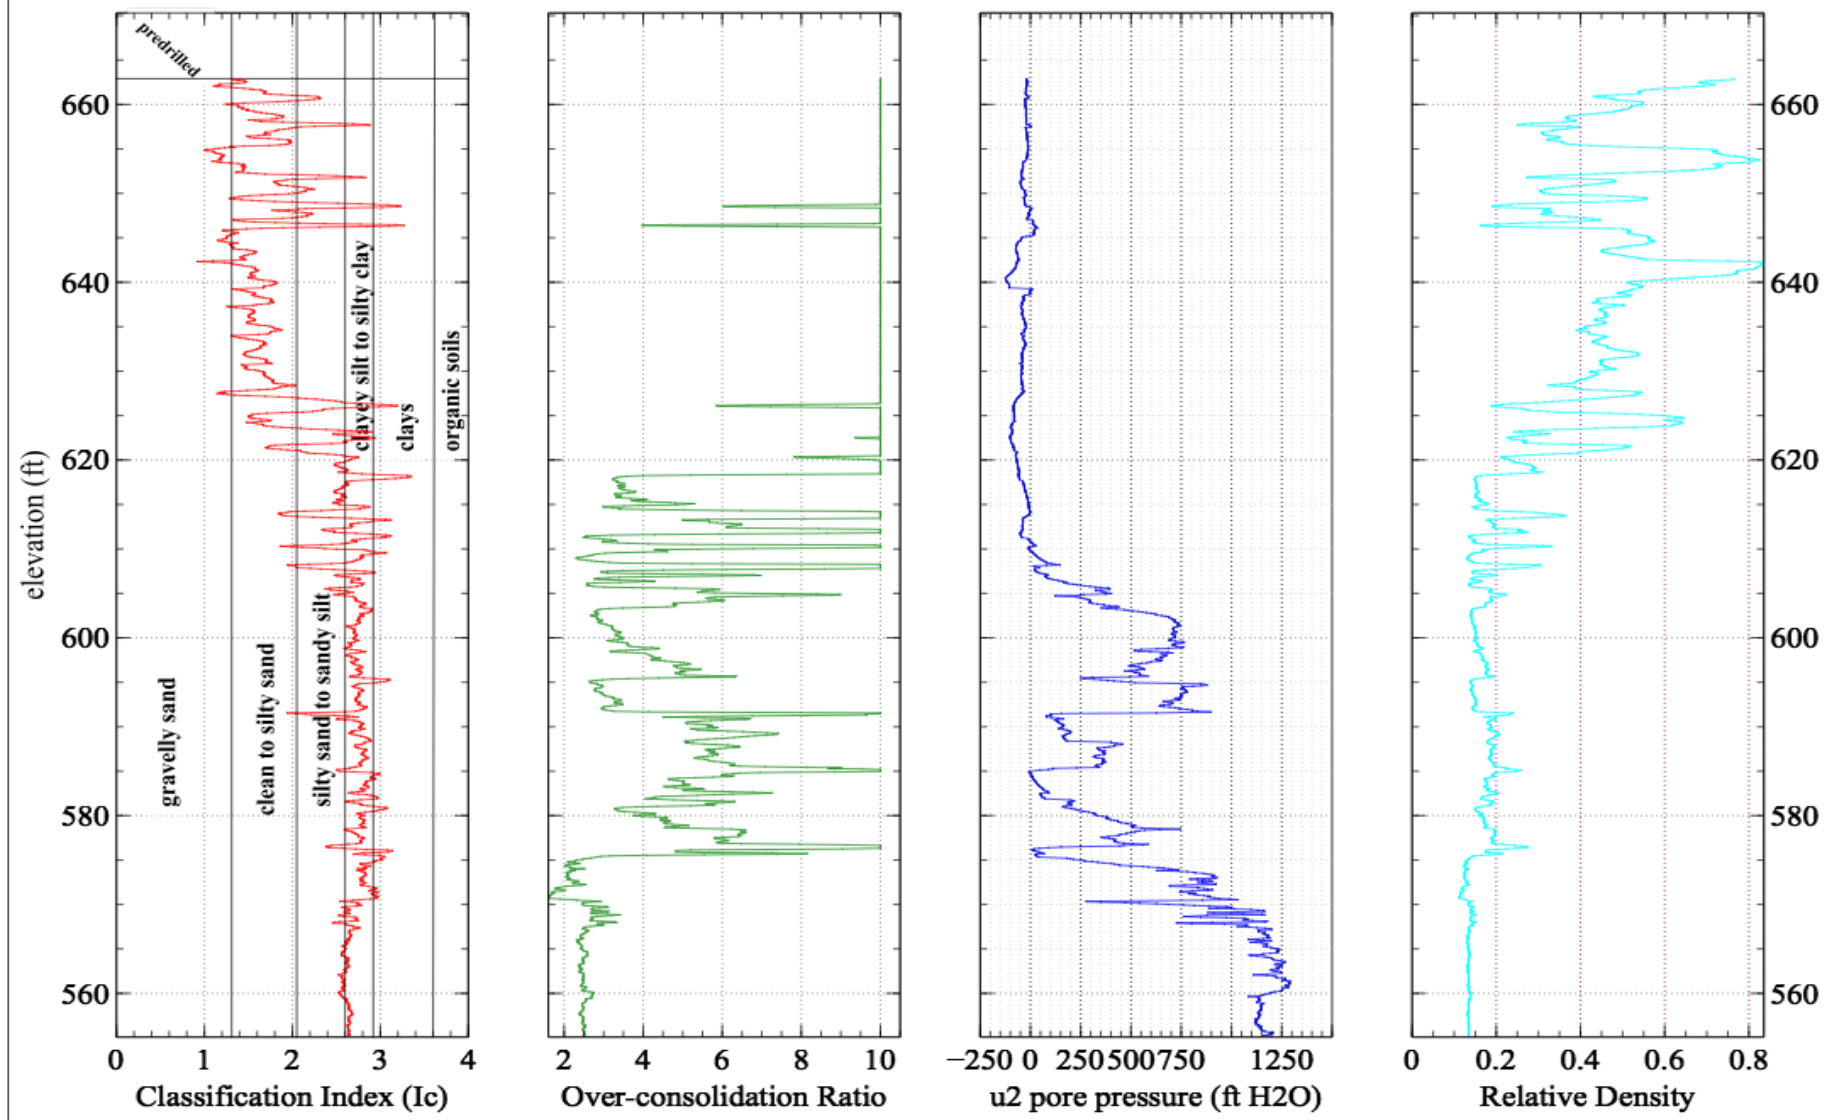 predrilled
660
640
620
600
580
560
elevation (ft)
gravelly sand
clean to silty sand
silty sand to sandy silt
clayey silt to silty clay
clays
organic soils
0 1 2 3 4
Classification Index (Ic)
2 4 6 8 10
Over-consolidation Ratio
−250 0 250 500 750 1250
u2 pore pressure (ft H2O)
0 0.2 0.4 0.6 0.8
Relative Density
660
640
620
600
580
560